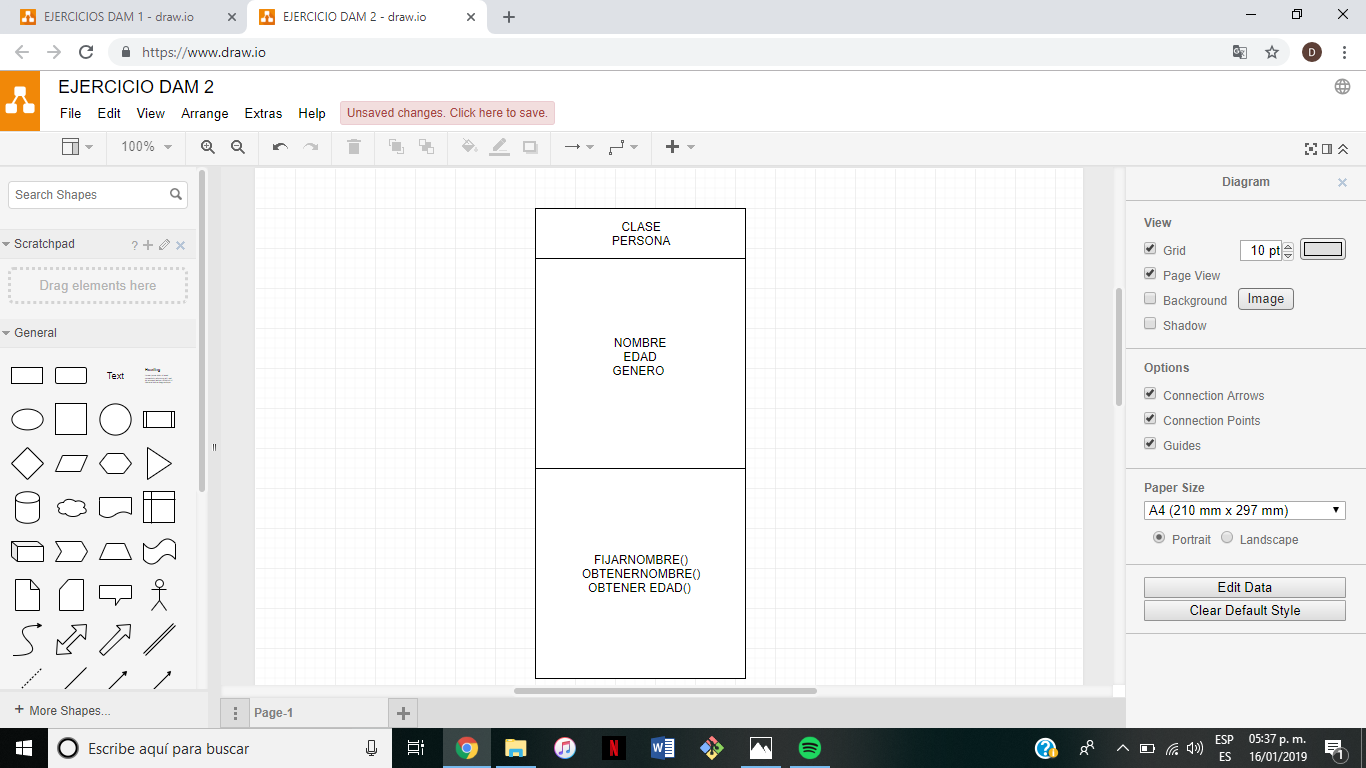 EJERCICIOS DAM 1 - draw.io
EJERCICIO DAM 2 - draw.io
https://www.draw.io
D
EJERCICIO DAM 2
File Edit View Arrange Extras Help Unsaved changes. Click here to save.
100%
Search Shapes
Scratchpad
?
Drag elements here
General
Text
Heading
More Shapes...
CLASE
PERSONA
NOMBRE
EDAD
GENERO
FIJARNOMBRE()
OBTENERNOMBRE()
OBTENER EDAD()
Page-1
Diagram
View
Grid 10 pt
Page View
Background Image
Shadow
Options
Connection Arrows
Connection Points
Guides
Paper Size
A4 (210 mm x 297 mm)
Portrait Landscape
Edit Data
Clear Default Style
Escribe aquí para buscar
ESP
ES
05:37 p. m.
16/01/2019
1